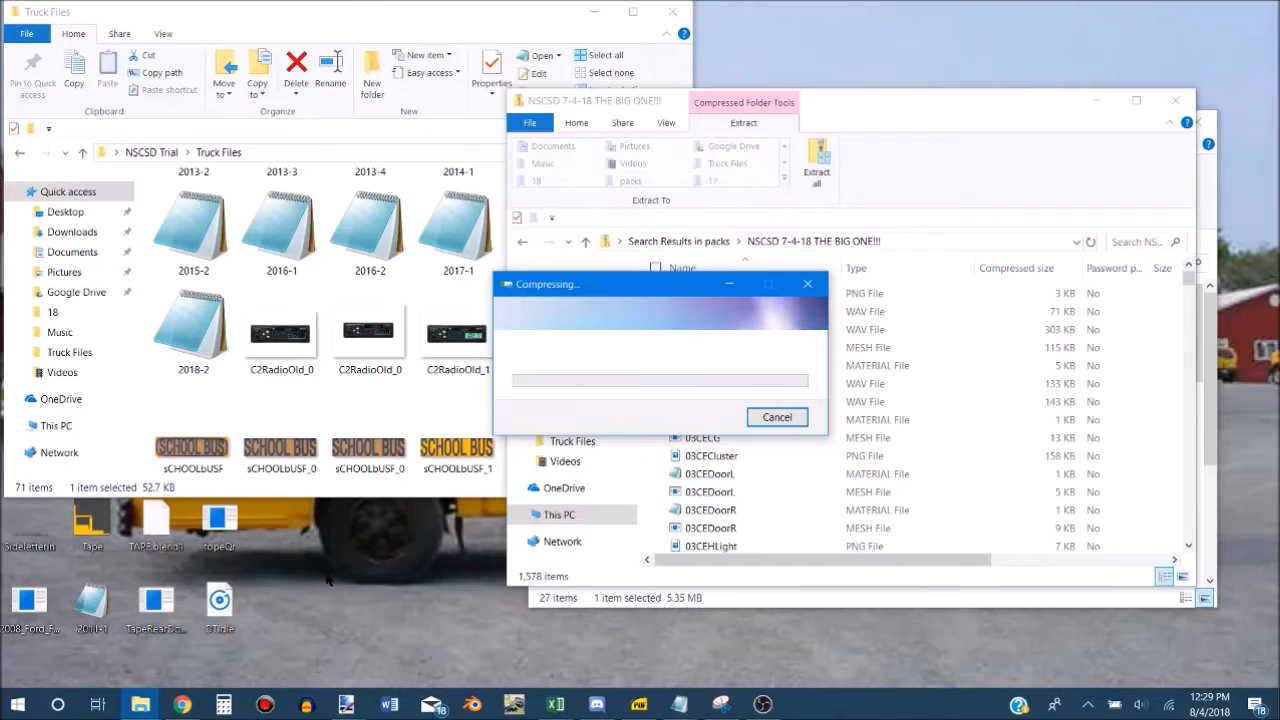 Truck Files
File Home Share View
Pin to Quick access
Copy
Paste
Cut
Copy path
Paste shortcut
Clipboard
Move to
Copy to
Delete
Rename
Organize
New folder
New item
Easy access
New
Properties
Open
Edit
Select all
Select none
NSCSD Trial Truck Files
2013-2 2013-3 2013-4 2014-1
Quick access
Desktop
Downloads
Documents
Pictures
Google Drive
18
Music
Truck Files
Videos
OneDrive
This PC
Network
2015-2 2016-1 2016-2 2017-1
2018-2 C2RadioOld_0 C2RadioOld_0 C2RadioOld_1
SCHOOL BUS SCHOOL BUS SCHOOL BUS SCHOOL BUS
sCHOOLbUSF sCHOOLbUSF_0 sCHOOLbUSF_0 sCHOOLbUSF_1
71 items 1 item selected 52.7 KB
NSCSD 7-4-18 THE BIG ONE!!! Compressed Folder Tools
File Home Share View Extract
Documents Pictures Google Drive
Music Videos Truck Files
18 packs 17
Extract all
Extract To
Search Results in packs NSCSD 7-4-18 THE BIG ONE!!! Search NS...
Name Type Compressed size Password p... Size
PNG File 3 KB No
WAV File 71 KB No
WAV File 303 KB No
MESH File 115 KB No
MATERIAL File 5 KB No
WAV File 133 KB No
WAV File 143 KB No
MATERIAL File 1 KB No
03CECG MESH File 13 KB No
03CECluster PNG File 158 KB No
03CEDoorL MATERIAL File 1 KB No
03CEDoorL MESH File 5 KB No
03CEDoorR MATERIAL File 1 KB No
03CEDoorR MESH File 9 KB No
03CEHLight PNG File 7 KB No
Truck Files
Videos
OneDrive
This PC
Network
1,578 items
27 items 1 item selected 5.35 MB
Compressing...
Cancel
Sideletterin Tape TAPE.blend1 tapeQr
2008_Ford_F... 2011-1 TapeRearDo... DTIdle
PDF
18
12:29 PM
8/4/2018
18